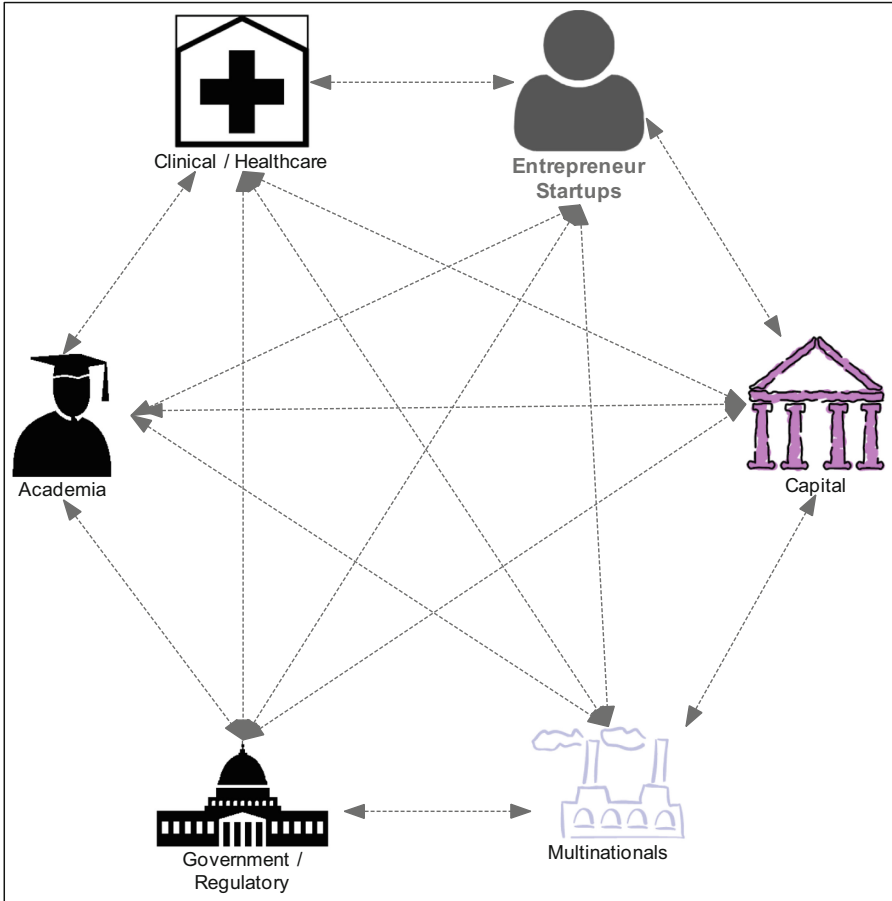 Clinical / Healthcare
Entrepreneur
Startups
Academia
Capital
Government /
Regulatory
Multinationals